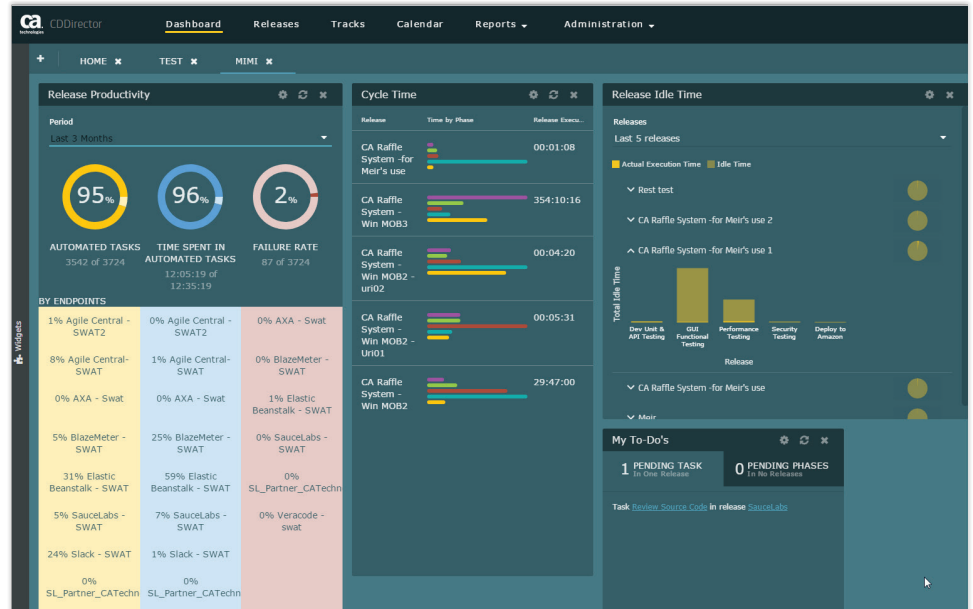 ca
technologies
CDDirector
Dashboard
Releases
Tracks
Calendar
Reports
Administration
+
HOME ×
TEST ×
MIMI ×
Widgets
Release Productivity
Period
Last 3 Months
95%
96%
2%
AUTOMATED TASKS
3542 of 3724
TIME SPENT IN
AUTOMATED TASKS
12:05:19 of
12:35:19
FAILURE RATE
87 of 3724
BY ENDPOINTS
1% Agile Central -
SWAT2
8% Agile Central-
SWAT
0% AXA - Swat
5% BlazeMeter -
SWAT
31% Elastic
Beanstalk - SWAT
5% SauceLabs -
SWAT
24% Slack - SWAT
0%
SL_Partner_CATechn
0% Agile Central -
SWAT2
1% Agile Central-
SWAT
0% AXA - Swat
25% BlazeMeter -
SWAT
59% Elastic
Beanstalk - SWAT
7% SauceLabs -
SWAT
1% Slack - SWAT
0%
SL_Partner_CATechn
0% AXA - Swat
0% BlazeMeter -
SWAT
1% Elastic
Beanstalk - SWAT
0% SauceLabs -
SWAT
0%
SL_Partner_CATechn
0% Veracode -
swat
Cycle Time
Release
Time by Phase
Release Execu...
CA Raffle
System -for
Meir's use
00:01:08
CA Raffle
System -
Win MOB3
354:10:16
CA Raffle
System -
Win MOB2 -
uri02
00:04:20
CA Raffle
System -
Win MOB2 -
Uri01
00:05:31
CA Raffle
System -
Win MOB2
29:47:00
Release Idle Time
Releases
Last 5 releases
Actual Execution Time
Idle Time
Rest test
CA Raffle System -for Meir's use 2
CA Raffle System -for Meir's use 1
Total Idle Time
Dev Unit &
API Testing
GUI
Functional
Testing
Performance
Testing
Security
Testing
Deploy to
Amazon
Release
CA Raffle System -for Meir's use
Meir
My To-Do's
1 PENDING TASK
In One Release
0 PENDING PHASES
In No Releases
Task Review Source Code in release SauceLabs